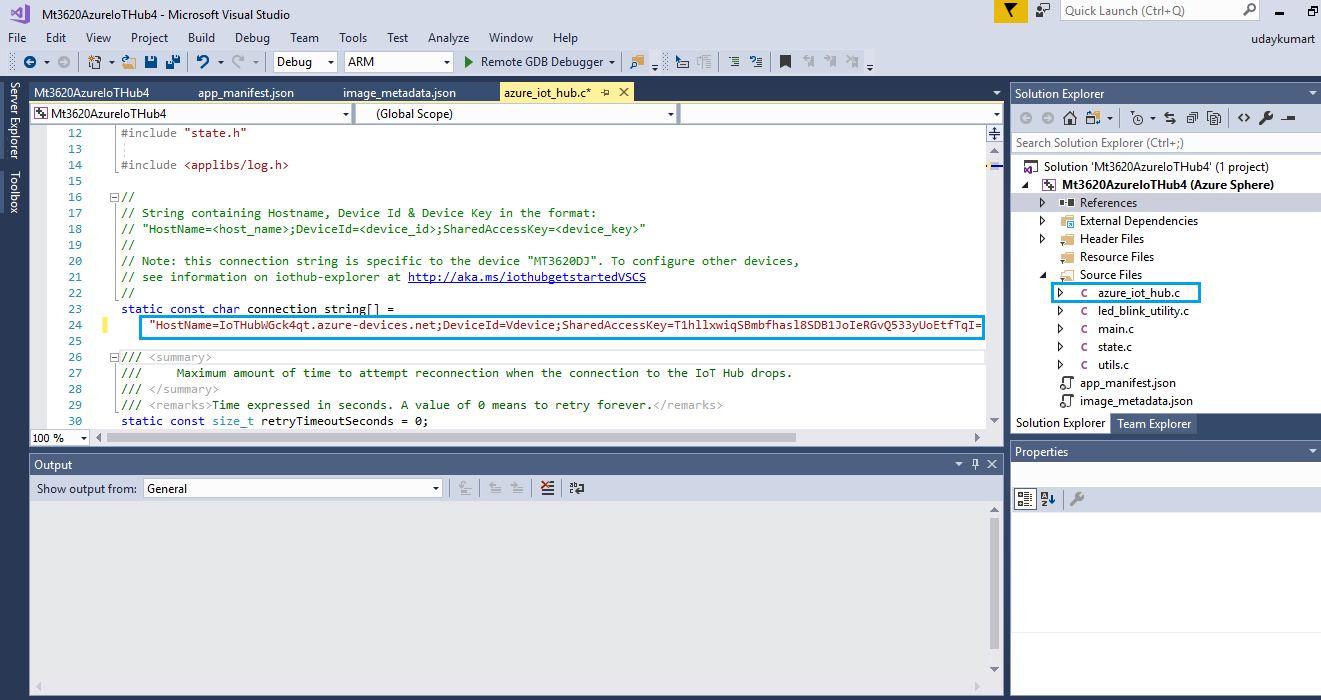 Mt3620AzureIoTHub4 - Microsoft Visual Studio
Quick Launch (Ctrl+Q)
File Edit View Project Build Debug Team Tools Test Analyze Window Help
udaykumart
Debug ARM Remote GDB Debugger
Server Explorer
Toolbox
Mt3620AzureIoTHub4 app_manifest.json image_metadata.json azure_iot_hub.c*
Mt3620AzureIoTHub4 (Global Scope)
12 #include "state.h"
13
14 #include <applibs/log.h>
15
16 //
17 // String containing Hostname, Device Id & Device Key in the format:
18 // "HostName=<host_name>;DeviceId=<device_id>;SharedAccessKey=<device_key>"
19 //
20 // Note: this connection string is specific to the device "MT3620DJ". To configure other devices,
21 // see information on iothub-explorer at http://aka.ms/iothubgetstartedVSCS
22 //
23 static const char connection string[] =
24 "HostName=IoTHubWGck4qt.azure-devices.net;DeviceId=Vdevice;SharedAccessKey=T1hllxwiqSBmbfhasl8SDB1JoIeRGvQ533yUoEtfTqI=
25
26 /// <summary>
27 /// Maximum amount of time to attempt reconnection when the connection to the IoT Hub drops.
28 /// </summary>
29 /// <remarks>Time expressed in seconds. A value of 0 means to retry forever.</remarks>
30 static const size_t retryTimeoutSeconds = 0;
100 %
Output
Show output from: General
Solution Explorer
Search Solution Explorer (Ctrl+;)
Solution 'Mt3620AzureIoTHub4' (1 project)
Mt3620AzureIoTHub4 (Azure Sphere)
References
External Dependencies
Header Files
Resource Files
Source Files
azure_iot_hub.c
led_blink_utility.c
main.c
state.c
utils.c
app_manifest.json
image_metadata.json
Solution Explorer Team Explorer
Properties